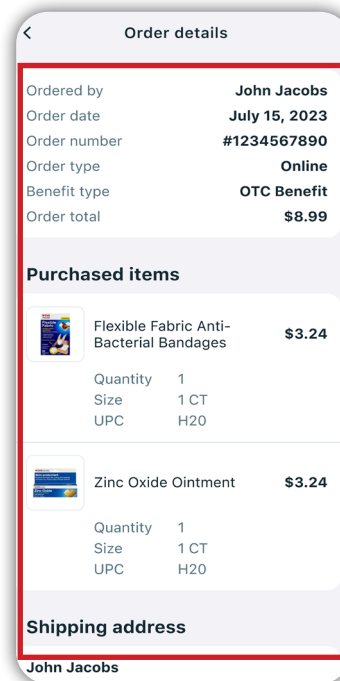 Order details
Ordered by John Jacobs
Order date July 15, 2023
Order number #1234567890
Order type Online
Benefit type OTC Benefit
Order total $8.99
Purchased items
Flexible Fabric Anti-
Bacterial Bandages $3.24
Quantity 1
Size 1 CT
UPC H20
Zinc Oxide Ointment $3.24
Quantity 1
Size 1 CT
UPC H20
Shipping address
John Jacobs